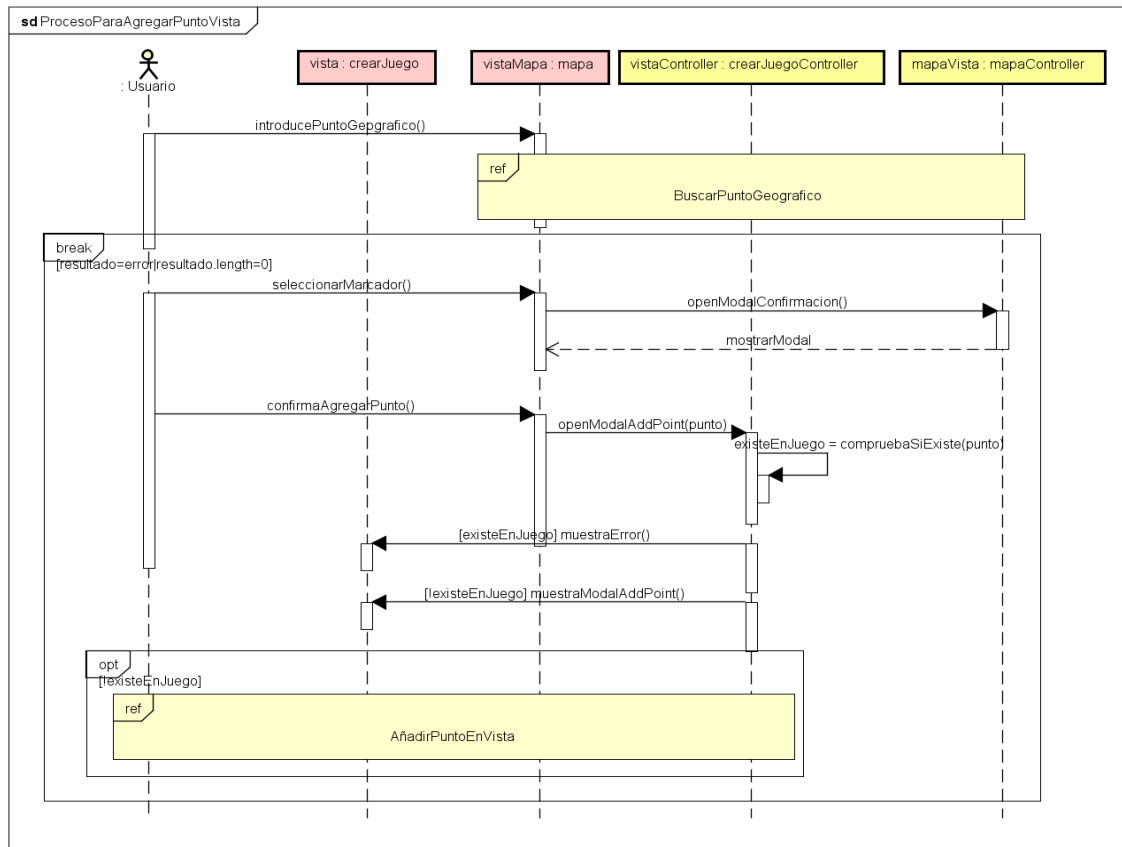 sd ProcesoParaAgregarPuntoVista
: Usuario
vista : crearJuego
vistaMapa : mapa
vistaController : crearJuegoController
mapaVista : mapaController
introducePuntoGepgrafico()
ref
BuscarPuntoGeografico
break
[resultado=error|resultado.length=0]
seleccionarMarcador()
openModalConfirmacion()
mostrarModal
confirmaAgregarPunto()
openModalAddPoint(punto)
existeEnJuego = compruebaSiExiste(punto)
[existeEnJuego] muestraError()
[!existeEnJuego] muestraModalAddPoint()
opt
[!existeEnJuego]
ref
AñadirPuntoEnVista